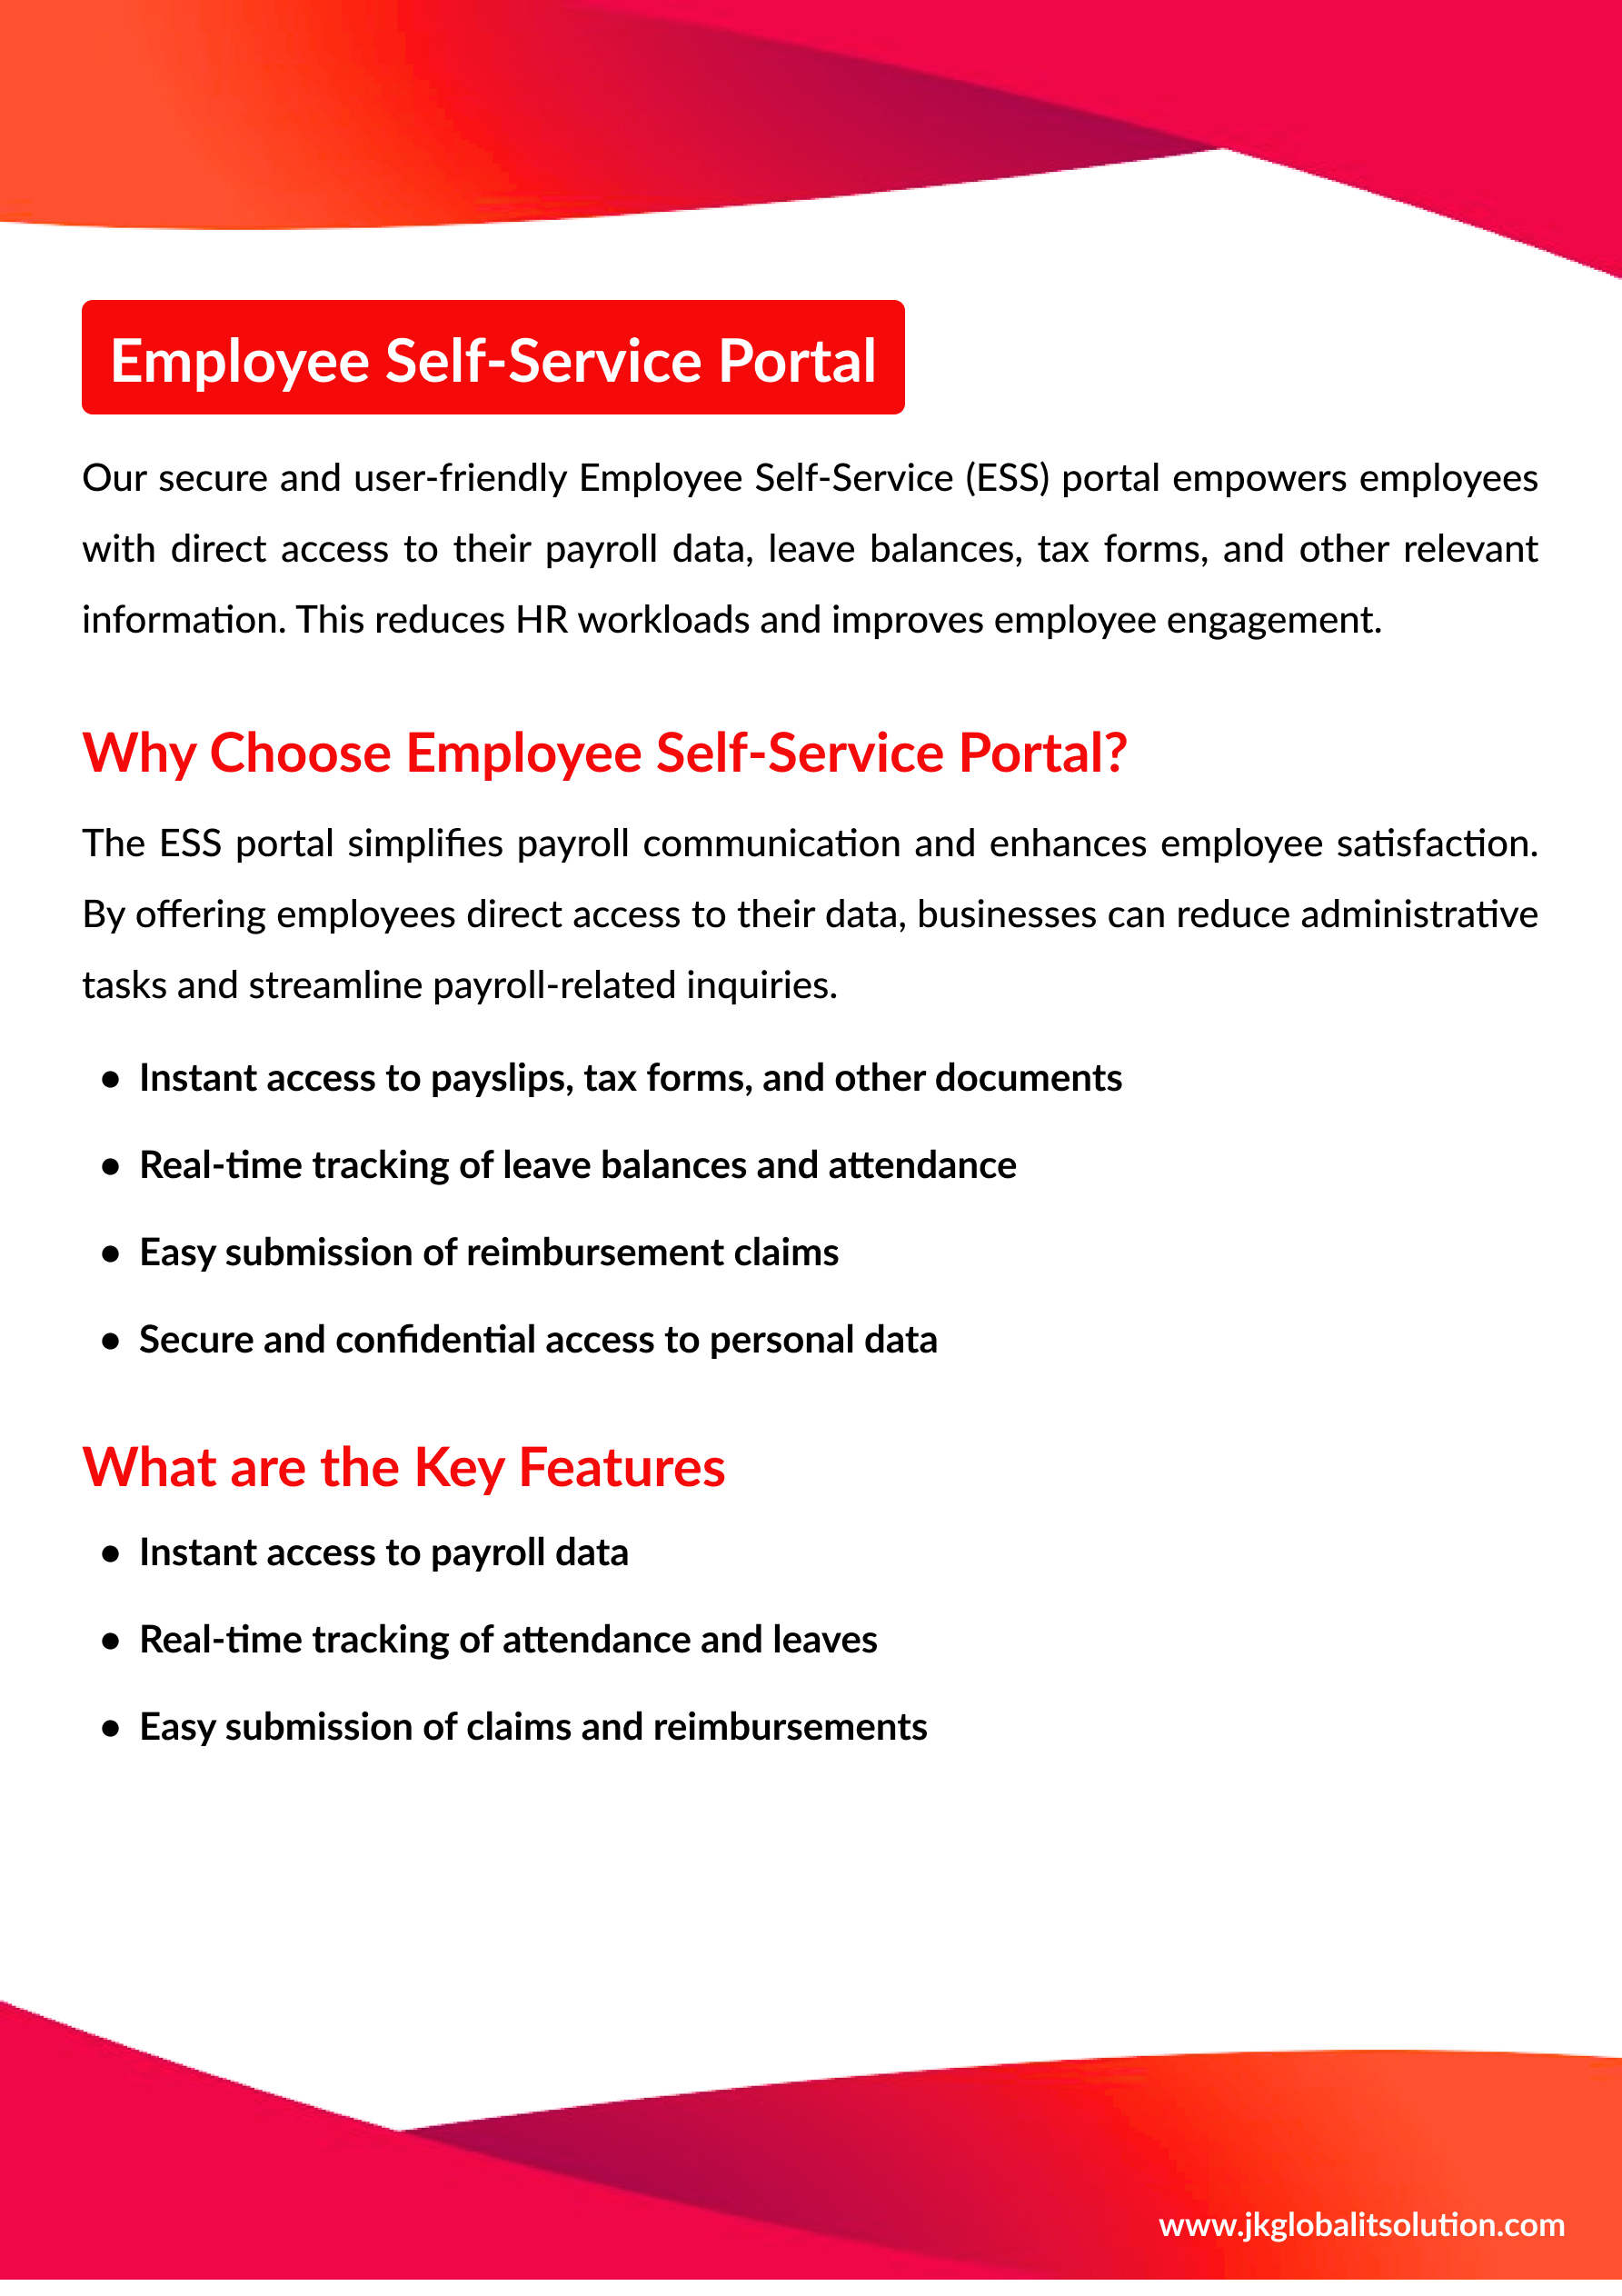 Employee Self-Service Portal
Our secure and user-friendly Employee Self-Service (ESS) portal empowers employees
with direct access to their payroll data, leave balances, tax forms, and other relevant
information. This reduces HR workloads and improves employee engagement.
Why Choose Employee Self-Service Portal?
The ESS portal simplifies payroll communication and enhances employee satisfaction.
By offering employees direct access to their data, businesses can reduce administrative
tasks and streamline payroll-related inquiries.
● Instant access to payslips, tax forms, and other documents
● Real-time tracking of leave balances and attendance
● Easy submission of reimbursement claims
● Secure and confidential access to personal data
What are the Key Features
● Instant access to payroll data
● Real-time tracking of attendance and leaves
● Easy submission of claims and reimbursements
www.jkglobalitsolution.com